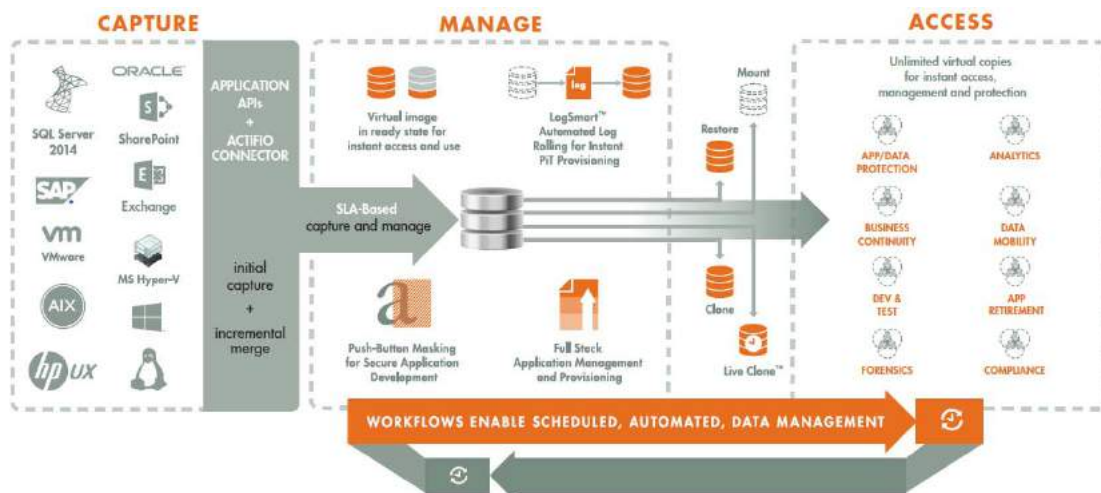 CAPTURE
SQL Server
2014
ORACLE
S
SharePoint
SAP
E
Exchange
vm
VMware
MS Hyper-V
AIX
hp UX
APPLICATION
APIs
+
ACTIFIO
CONNECTOR
initial
capture
+
incremental
merge
MANAGE
Virtual image
in ready state for
instant access and use
log
LogSmart™
Automated Log
Rolling for Instant
PiT Provisioning
SLA-Based
capture and manage
a
Push-Button Masking
for Secure Application
Development
Full Stack
Application Management
and Provisioning
Mount
Restore
Clone
Live Clone™
ACCESS
Unlimited virtual copies
for instant access,
management and protection
APP/DATA
PROTECTION
ANALYTICS
BUSINESS
CONTINUITY
DATA
MOBILITY
DEV &
TEST
APP
RETIREMENT
FORENSICS
COMPLIANCE
WORKFLOWS ENABLE SCHEDULED, AUTOMATED, DATA MANAGEMENT